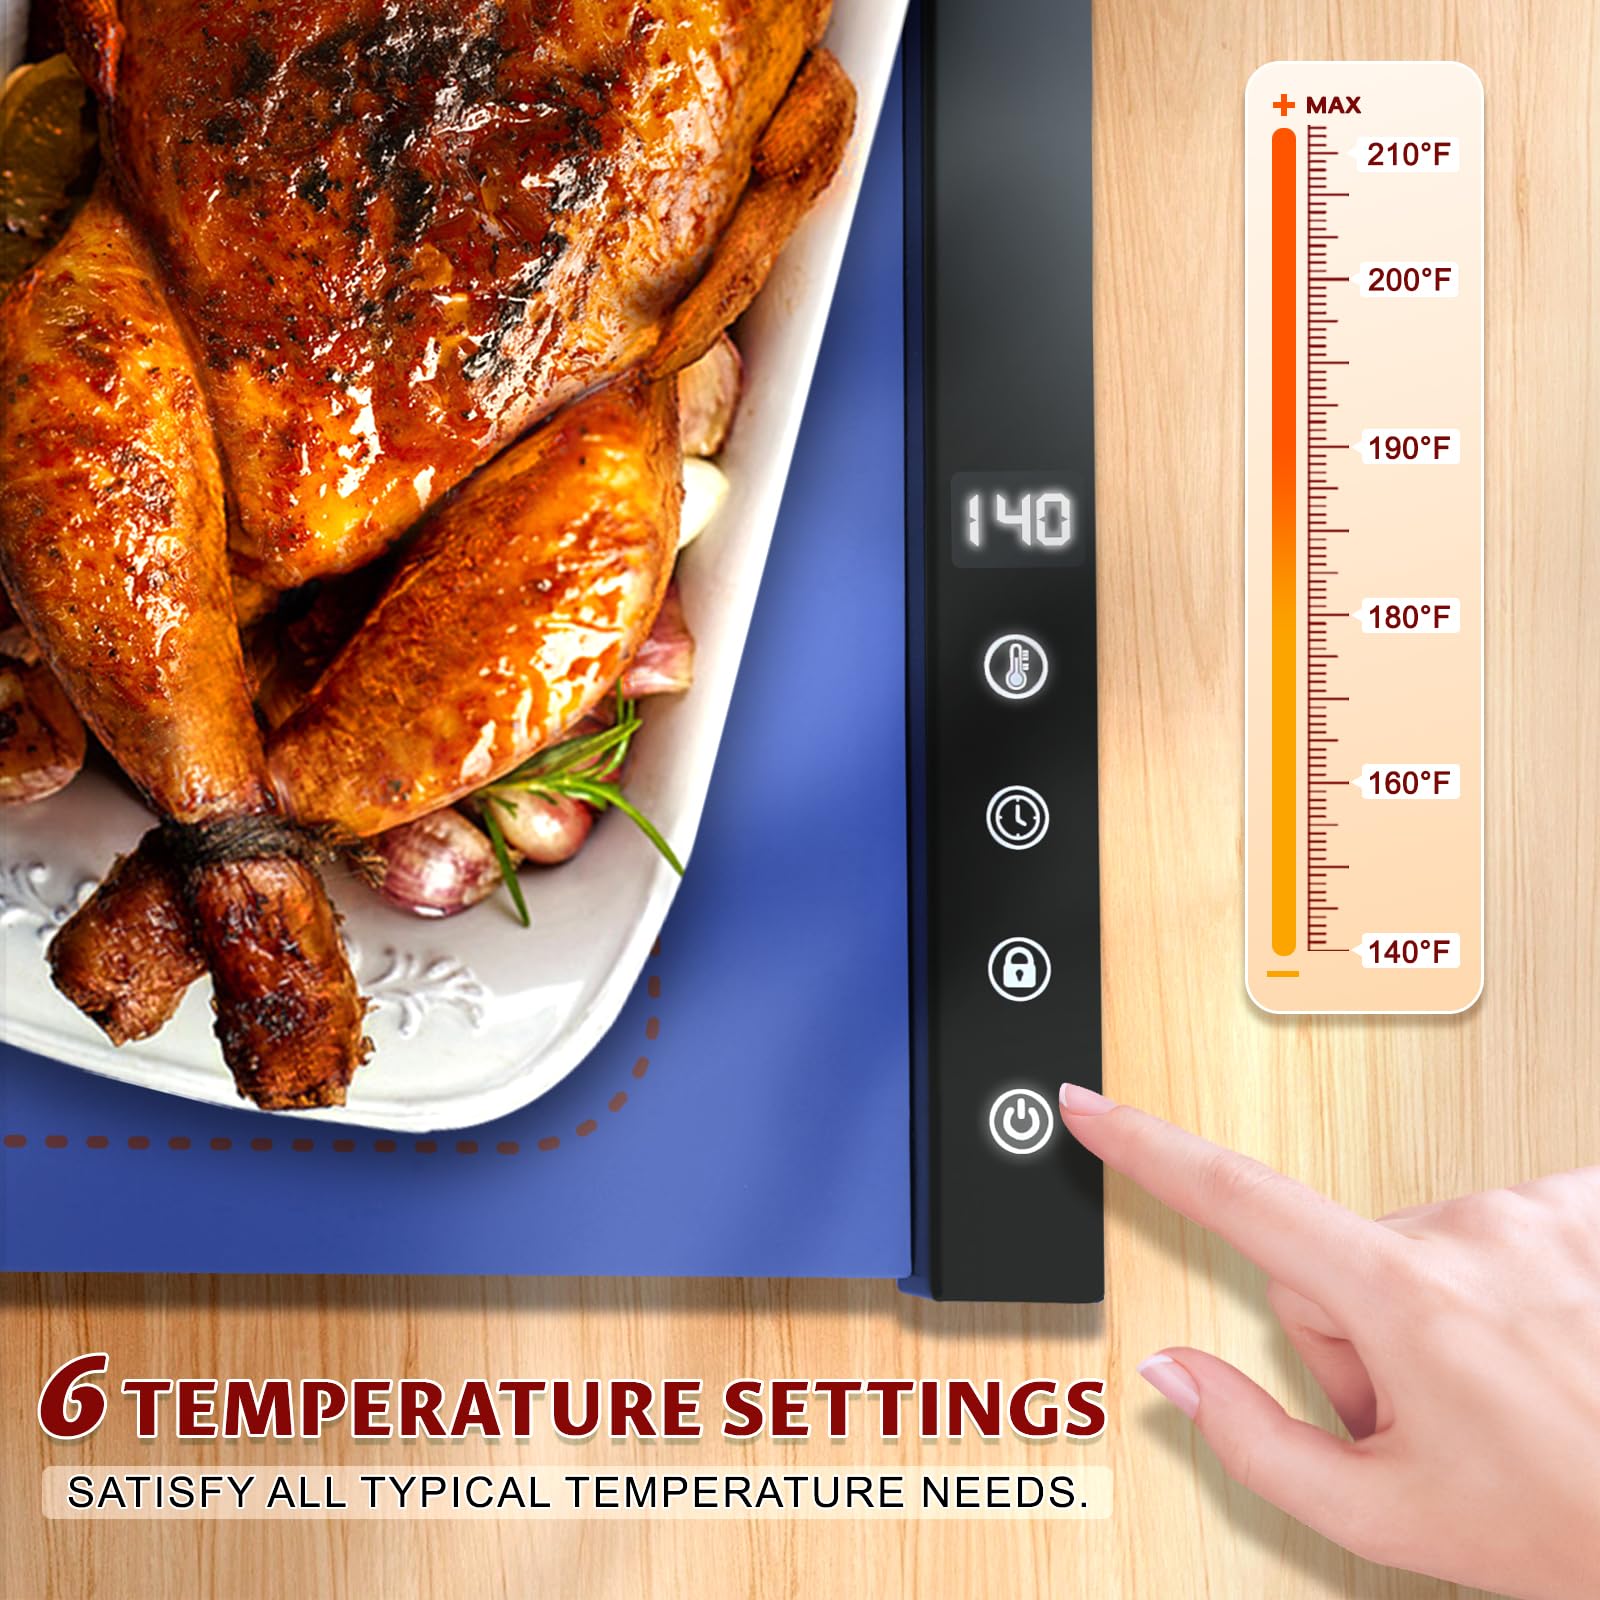 + MAX
210°F
200°F
190°F
180°F
160°F
140°F
140
6 TEMPERATURE SETTINGS
SATISFY ALL TYPICAL TEMPERATURE NEEDS.